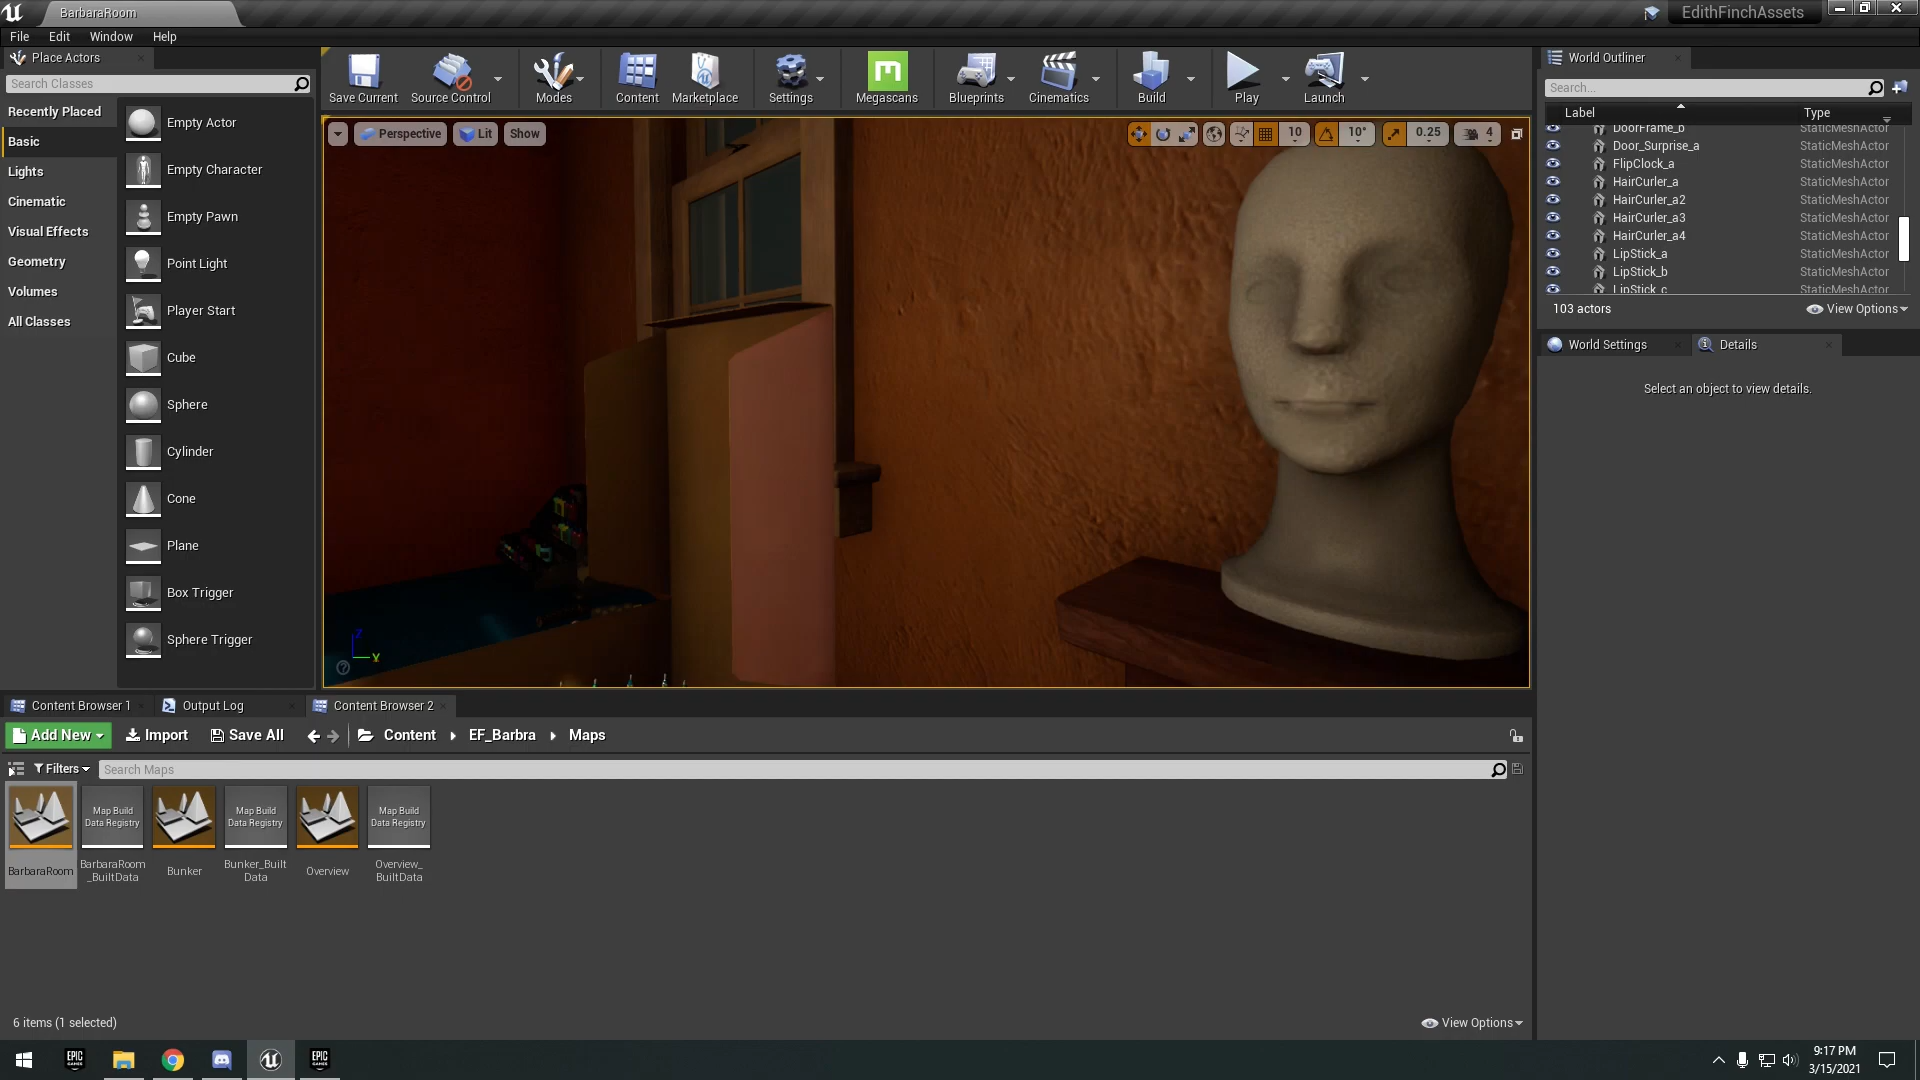 BarbaraRoom
EdithFinchAssets
File Edit Window Help
Place Actors
Search Classes
Recently Placed
Basic
Lights
Cinematic
Visual Effects
Geometry
Volumes
All Classes
Empty Actor
Empty Character
Empty Pawn
Point Light
Player Start
Cube
Sphere
Cylinder
Cone
Plane
Box Trigger
Sphere Trigger
Save Current Source Control Modes Content Marketplace Settings Megascans Blueprints Cinematics Build Play Launch
Perspective Lit Show
10 10° 0.25 4
Z
Y
World Outliner
Search...
Label Type
DoorFrame_b StaticMeshActor
Door_Surprise_a StaticMeshActor
FlipClock_a StaticMeshActor
HairCurler_a StaticMeshActor
HairCurler_a2 StaticMeshActor
HairCurler_a3 StaticMeshActor
HairCurler_a4 StaticMeshActor
LipStick_a StaticMeshActor
LipStick_b StaticMeshActor
LipStick_c StaticMeshActor
103 actors View Options
World Settings Details
Select an object to view details.
Content Browser 1 Output Log Content Browser 2
Add New Import Save All Content EF_Barbra Maps
Filters Search Maps
Map Build
Data Registry
Map Build
Data Registry
Map Build
Data Registry
BarbaraRoom
BarbaraRoom
_BuiltData
Bunker
Bunker_Built
Data
Overview
Overview_
BuiltData
6 items (1 selected) View Options
EPIC
GAMES
EPIC
GAMES
9:17 PM
3/15/2021